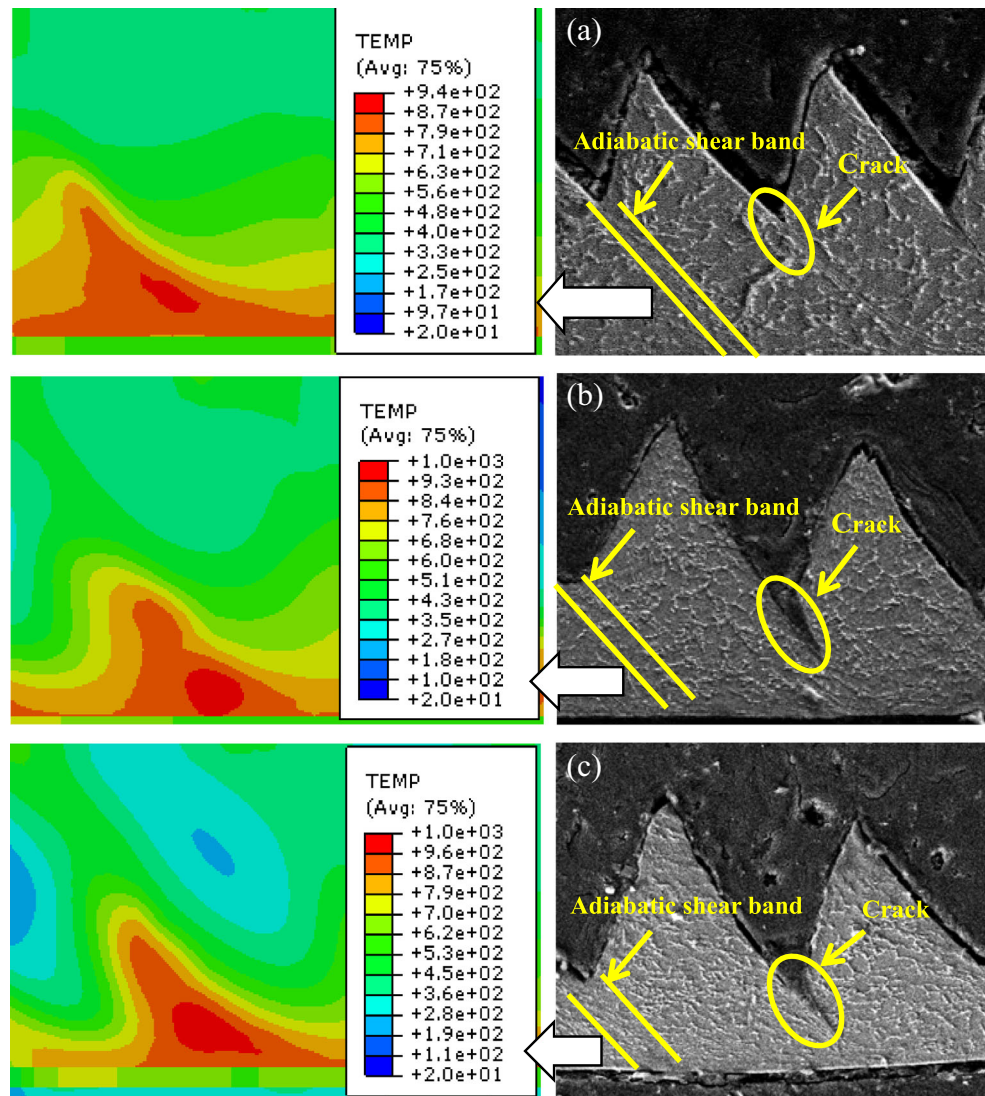 TEMP
(Avg: 75%)
+9.4e+02
+8.7e+02
+7.9e+02
+7.1e+02
+6.3e+02
+5.6e+02
+4.8e+02
+4.0e+02
+3.3e+02
+2.5e+02
+1.7e+02
+9.7e+01
+2.0e+01
(a)
Adiabatic shear band
Crack
TEMP
(Avg: 75%)
+1.0e+03
+9.3e+02
+8.4e+02
+7.6e+02
+6.8e+02
+6.0e+02
+5.1e+02
+4.3e+02
+3.5e+02
+2.7e+02
+1.8e+02
+1.0e+02
+2.0e+01
(b)
Adiabatic shear band
Crack
TEMP
(Avg: 75%)
+1.0e+03
+9.6e+02
+8.7e+02
+7.9e+02
+7.0e+02
+6.2e+02
+5.3e+02
+4.5e+02
+3.6e+02
+2.8e+02
+1.9e+02
+1.1e+02
+2.0e+01
(c)
Adiabatic shear band
Crack